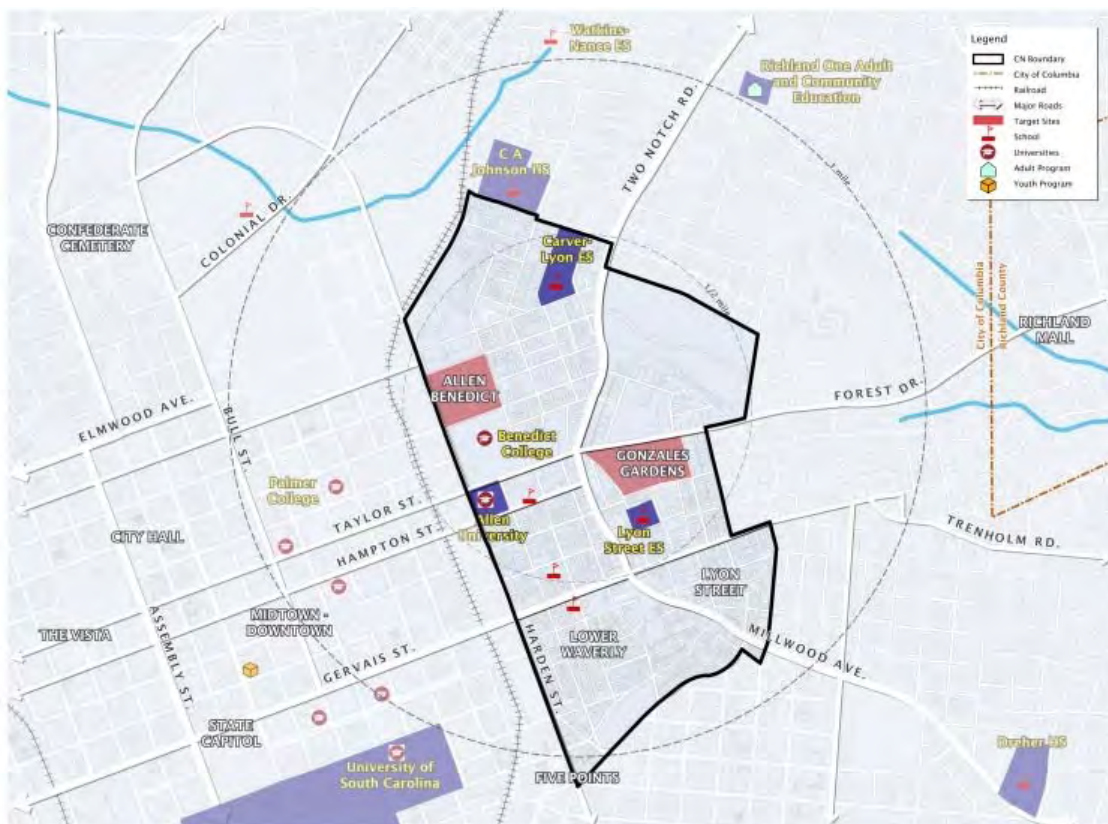 Watkins-
Nance ES
Richland One Adult
and Community
Education
Legend
CN Boundary
City of Columbia
Railroad
Major Roads
Target Sites
School
Universities
Adult Program
Youth Program
C A
Johnson HS
TWO NOTCH RD.
1 mile
CONFEDERATE
CEMETERY
COLONIAL DR.
Carver-
Lyon ES
1/2 mile
City of Columbia
Richland County
RICHLAND
MALL
ALLEN
BENEDICT
FOREST DR.
ELMWOOD AVE.
BULL ST.
Benedict
College
GONZALES
GARDENS
Palmer
College
TAYLOR ST.
Allen
University
Lyon
Street ES
CITY HALL
HAMPTON ST.
TRENHOLM RD.
LYON
STREET
THE VISTA
MIDTOWN -
DOWNTOWN
ASSEMBLY ST.
GERVAIS ST.
HARDEN ST.
LOWER
WAVERLY
MILLWOOD AVE.
STATE
CAPITOL
University of
South Carolina
FIVE POINTS
Dreher HS